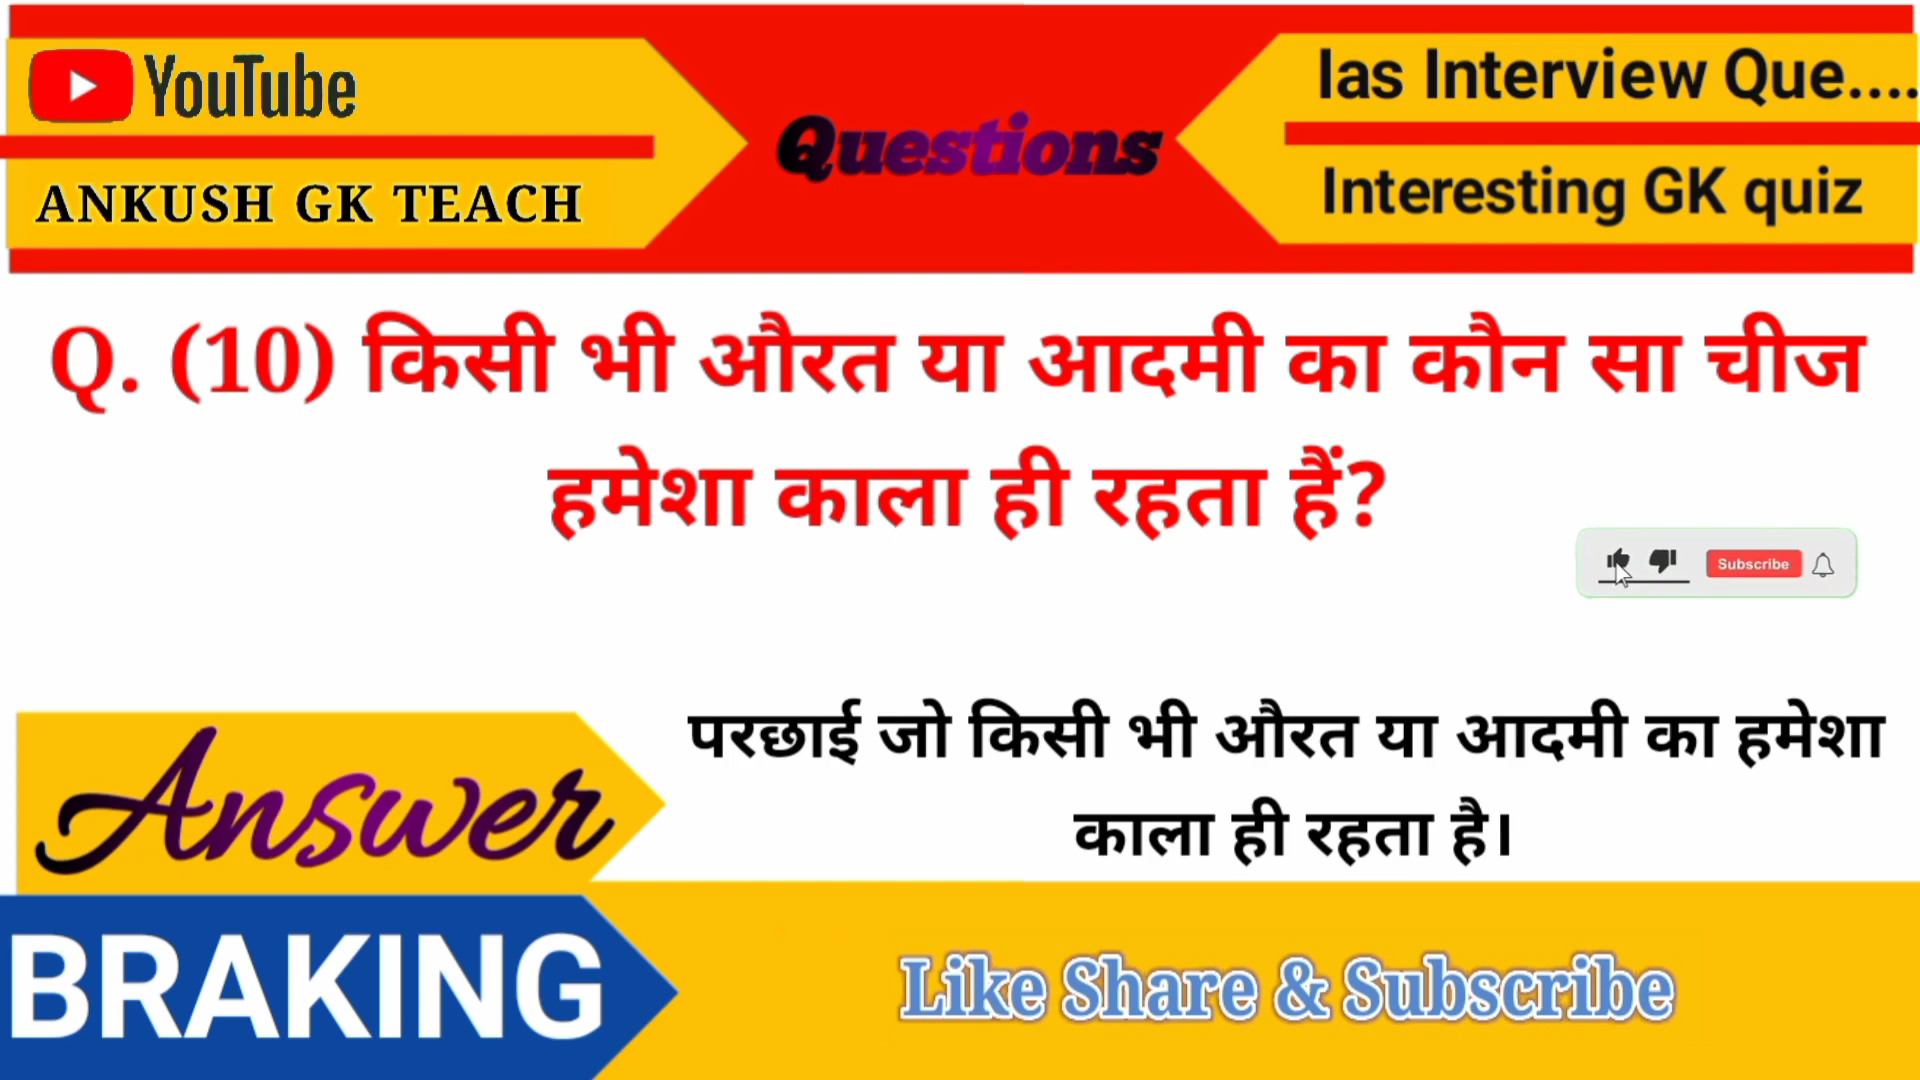 YouTube
ANKUSH GK TEACH
Questions
Ias Interview Que....
Interesting GK quiz
Q. (10) किसी भी औरत या आदमी का कौन सा चीज
हमेशा काला ही रहता हैं?
Subscribe
Answer
परछाई जो किसी भी औरत या आदमी का हमेशा
काला ही रहता है।
BRAKING
Like Share & Subscribe